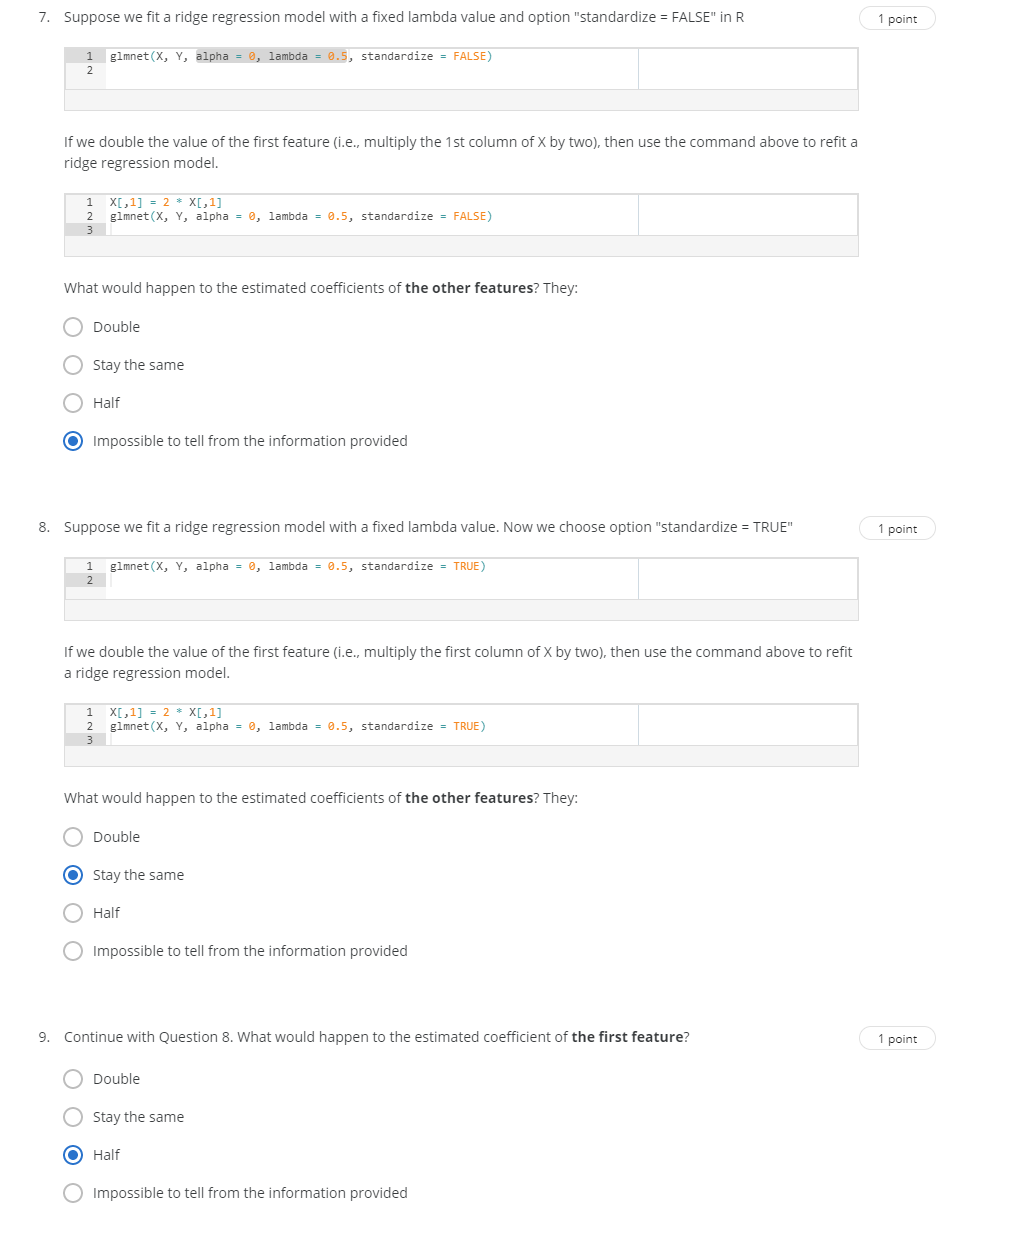 7. Suppose we fit a ridge regression model with a fixed lambda value and option "standardize = FALSE" in R
1 point
1 glmnet(X, Y, alpha = 0, lambda = 0.5, standardize = FALSE)
2
If we double the value of the first feature (i.e., multiply the 1st column of X by two), then use the command above to refit a
ridge regression model.
1 X[,1] = 2 * X[,1]
2 glmnet(X, Y, alpha = 0, lambda = 0.5, standardize = FALSE)
3
What would happen to the estimated coefficients of the other features? They:
Double
Stay the same
Half
Impossible to tell from the information provided
8. Suppose we fit a ridge regression model with a fixed lambda value. Now we choose option "standardize = TRUE"
1 point
1 glmnet(X, Y, alpha = 0, lambda = 0.5, standardize = TRUE)
2
If we double the value of the first feature (i.e., multiply the first column of X by two), then use the command above to refit
a ridge regression model.
1 X[,1] = 2 * X[,1]
2 glmnet(X, Y, alpha = 0, lambda = 0.5, standardize = TRUE)
3
What would happen to the estimated coefficients of the other features? They:
Double
Stay the same
Half
Impossible to tell from the information provided
9. Continue with Question 8. What would happen to the estimated coefficient of the first feature?
1 point
Double
Stay the same
Half
Impossible to tell from the information provided